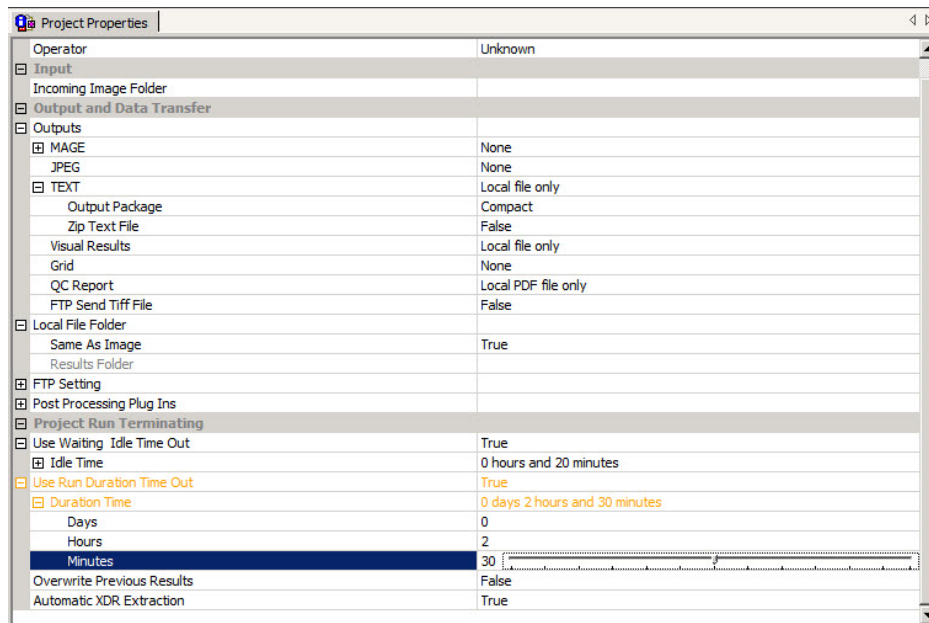 Project Properties
Operator Unknown
Input
Incoming Image Folder
Output and Data Transfer
Outputs
MAGE None
JPEG None
TEXT Local file only
Output Package Compact
Zip Text File False
Visual Results Local file only
Grid None
QC Report Local PDF file only
FTP Send Tiff File False
Local File Folder
Same As Image True
Results Folder
FTP Setting
Post Processing Plug Ins
Project Run Terminating
Use Waiting Idle Time Out True
Idle Time 0 hours and 20 minutes
Use Run Duration Time Out True
Duration Time 0 days 2 hours and 30 minutes
Days 0
Hours 2
Minutes 30
Overwrite Previous Results False
Automatic XDR Extraction True